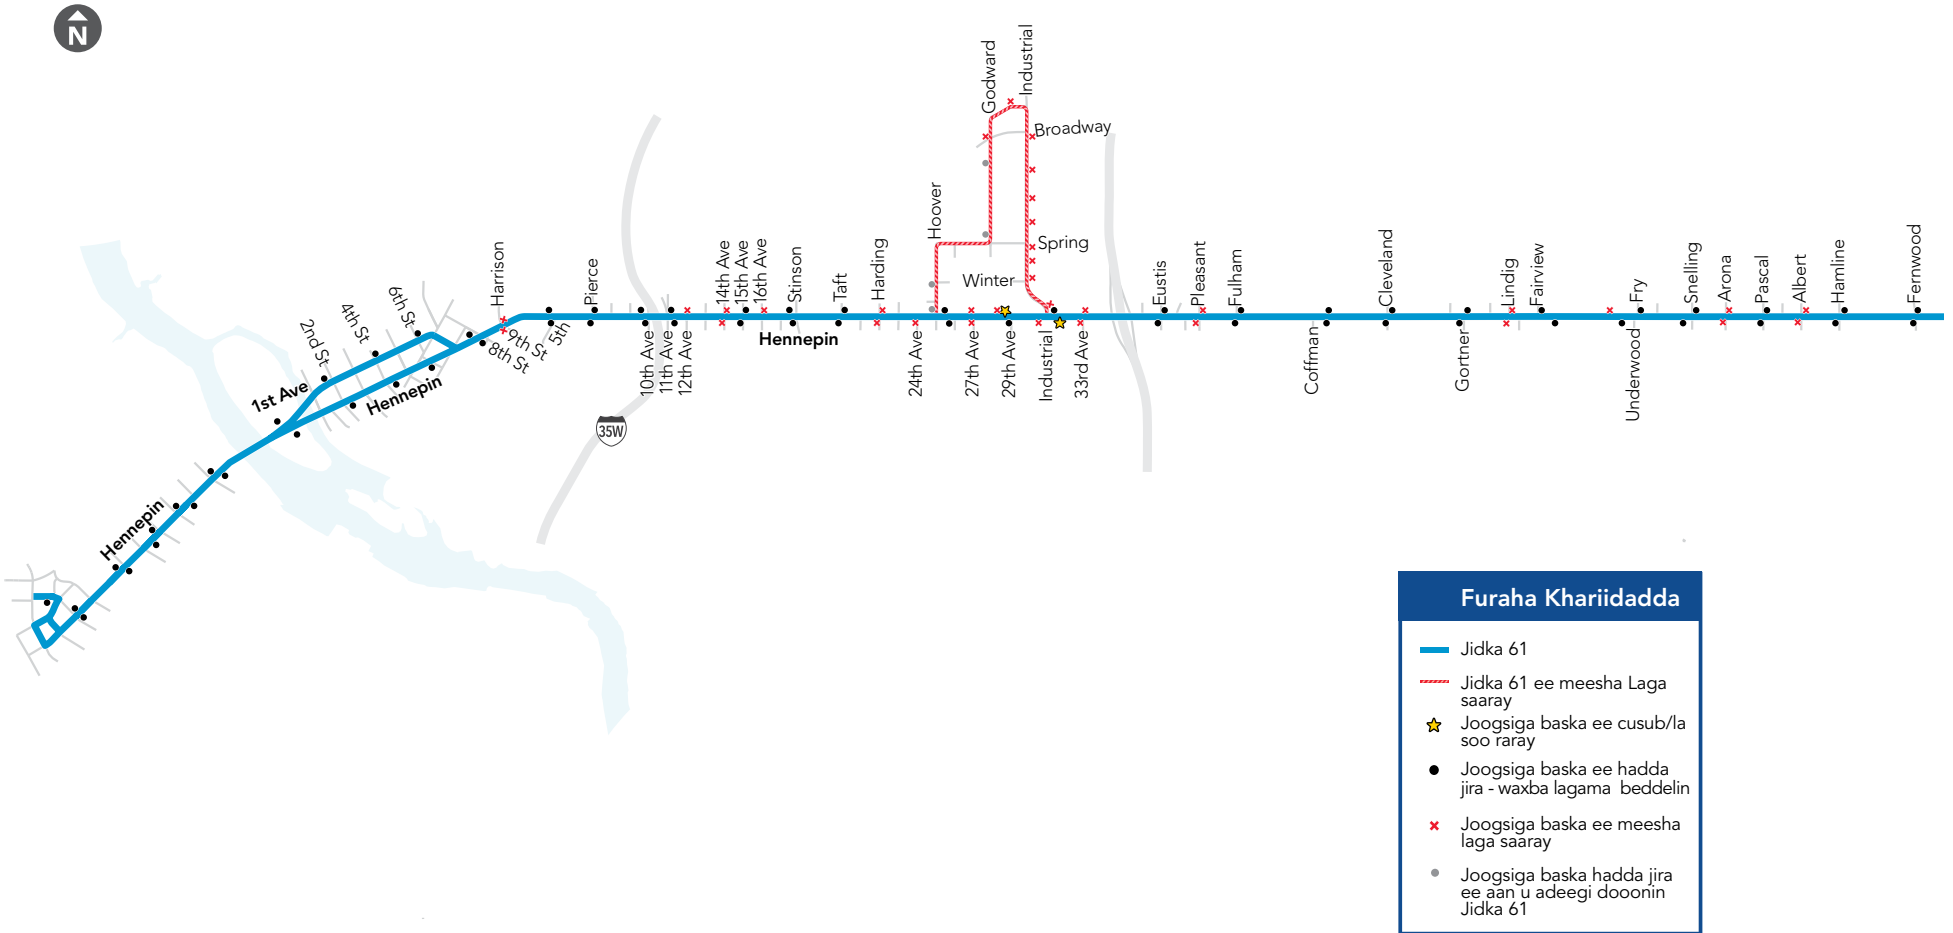 N
Godward
Industrial
Broadway
Hoover
Spring
Winter
Harrison
Pierce
14th Ave
15th Ave
16th Ave
Stinson
Taft
Harding
Eustis
Pleasant
Fulham
Cleveland
Lindig
Fairview
Fry
Snelling
Arona
Pascal
Albert
Hamline
Fernwood
2nd St
4th St
6th St
9th St
8th St
5th
10th Ave
11th Ave
12th Ave
Hennepin
24th Ave
27th Ave
29th Ave
Industrial
33rd Ave
Coffman
Gortner
Underwood
1st Ave
Hennepin
35W
Hennepin
Furaha Khariidadda
Jidka 61
Jidka 61 ee meesha Laga
saaray
Joogsiga baska ee cusub/la
soo raray
Joogsiga baska ee hadda
jira - waxba lagama beddelin
Joogsiga baska ee meesha
laga saaray
Joogsiga baska hadda jira
ee aan u adeegi dooonin
Jidka 61